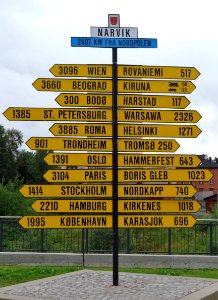 NARVIK
2407 KM FRA NORDPOLEN
3096 WIEN
ROVANIEMI 517
3660 BEOGRAD
KIRUNA
300 BODØ
HARSTAD 117
1385 ST. PETERSBURG
WARSAW 2326
3885 ROMA
HELSINKI 1271
901 TRONDHEIM
TROMSØ 250
1391 OSLO
HAMMERFEST 643
3104 PARIS
BORIS GLEB 1023
1414 STOCKHOLM
NORDKAPP 740
2210 HAMBURG
KIRKENES 1018
1995 KØBENHAVN
KARASJOK 696